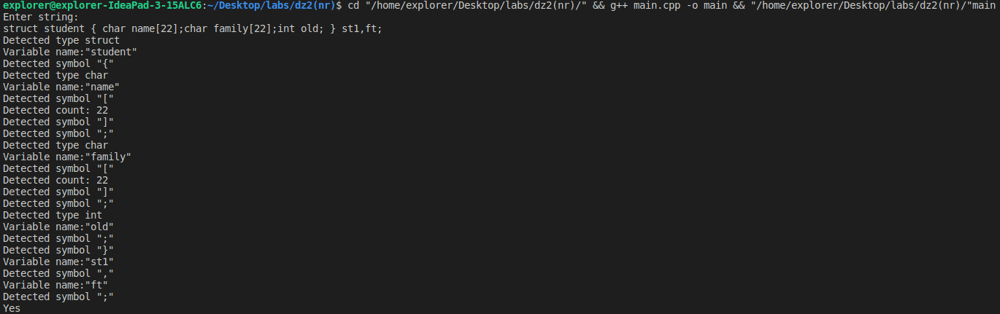 explorer@explorer-IdeaPad-3-15ALC6:~/Desktop/labs/dz2(nr)$ cd "/home/explorer/Desktop/labs/dz2(nr)/" && g++ main.cpp -o main && "/home/explorer/Desktop/labs/dz2(nr)/"main
Enter string:
struct student { char name[22];char family[22];int old; } st1,ft;
Detected type struct
Variable name:"student"
Detected symbol "{"
Detected type char
Variable name:"name"
Detected symbol "["
Detected count: 22
Detected symbol "]"
Detected symbol ";"
Detected type char
Variable name:"family"
Detected symbol "["
Detected count: 22
Detected symbol "]"
Detected symbol ";"
Detected type int
Variable name:"old"
Detected symbol ";"
Detected symbol "}"
Variable name:"st1"
Detected symbol ","
Variable name:"ft"
Detected symbol ";"
Yes